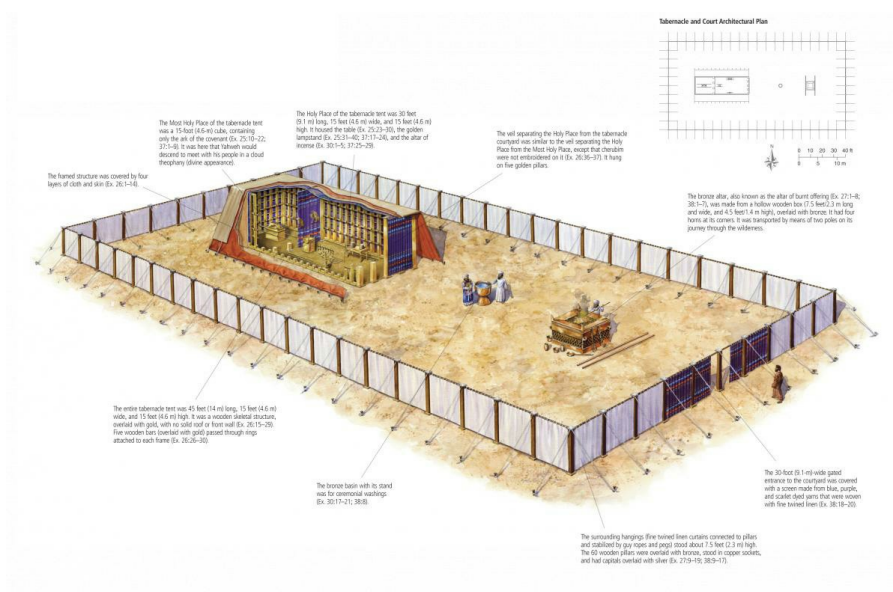 Tabernacle and Court Architectural Plan
N
0 10 20 30 40 ft
0 5 10 m
The Most Holy Place of the tabernacle tent
was a 15-foot (4.6-m) cube, containing
only the ark of the covenant (Ex. 25:10–22;
37:1–9). It was here that Yahweh would
descend to meet with his people in a cloud
theophany (divine appearance).
The Holy Place of the tabernacle tent was 30 feet
(9.1 m) long, 15 feet (4.6 m) wide, and 15 feet (4.6 m)
high. It housed the table (Ex. 25:23–30), the golden
lampstand (Ex. 25:31–40; 37:17–24), and the altar of
incense (Ex. 30:1–5; 37:25–29).
The veil separating the Holy Place from the tabernacle
courtyard was similar to the veil separating the Holy
Place from the Most Holy Place, except that cherubim
were not embroidered on it (Ex. 26:36–37). It hung
on five golden pillars.
The framed structure was covered by four
layers of cloth and skin (Ex. 26:1–14).
The bronze altar, also known as the altar of burnt offering (Ex. 27:1–8;
38:1–7), was made from a hollow wooden box (7.5 feet/2.3 m long
and wide, and 4.5 feet/1.4 m high), overlaid with bronze. It had four
horns at its corners. It was transported by means of two poles on its
journey through the wilderness.
The entire tabernacle tent was 45 feet (14 m) long, 15 feet (4.6 m)
wide, and 15 feet (4.6 m) high. It was a wooden skeletal structure,
overlaid with gold, with no solid roof or front wall (Ex. 26:15–29).
Five wooden bars (overlaid with gold) passed through rings
attached to each frame (Ex. 26:26–30).
The bronze basin with its stand
was for ceremonial washings
(Ex. 30:17–21; 38:8).
The 30-foot (9.1-m)-wide gated
entrance to the courtyard was covered
with a screen made from blue, purple,
and scarlet dyed yarns that were woven
with fine twined linen (Ex. 38:18–20).
The surrounding hangings (fine twined linen curtains connected to pillars
and stabilized by guy ropes and pegs) stood about 7.5 feet (2.3 m) high.
The 60 wooden pillars were overlaid with bronze, stood in copper sockets,
and had capitals overlaid with silver (Ex. 27:9–19; 38:9–17).